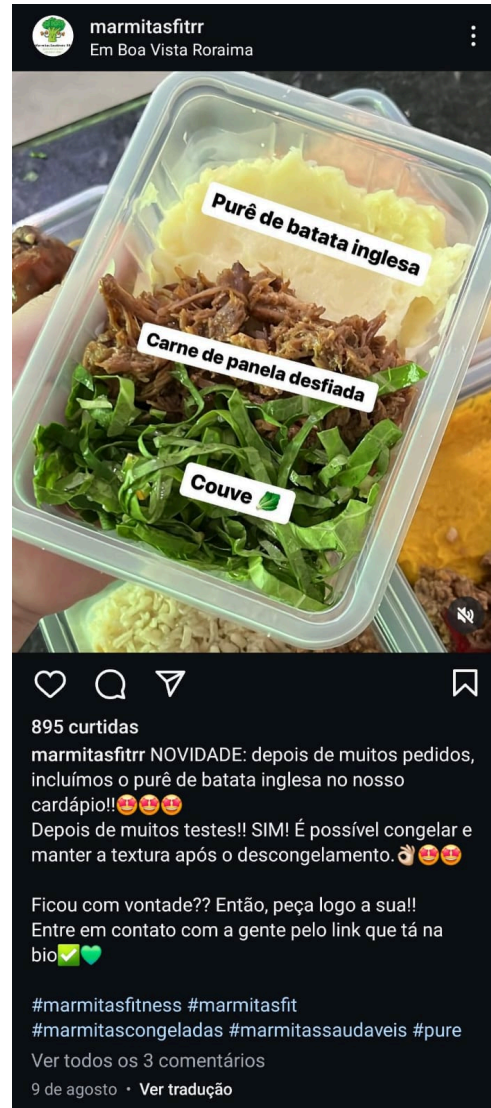 marmitasfitrr
Em Boa Vista Roraima
Purê de batata inglesa
Carne de panela desfiada
Couve 🥬
895 curtidas
marmitasfitrr NOVIDADE: depois de muitos pedidos,
incluímos o purê de batata inglesa no nosso
cardápio!!🤩🤩🤩
Depois de muitos testes!! SIM! É possível congelar e
manter a textura após o descongelamento.👌🏻🤩🤩
Ficou com vontade?? Então, peça logo a sua!!
Entre em contato com a gente pelo link que tá na
bio✅💚
#marmitasfitness #marmitasfit
#marmitascongeladas #marmitassaudaveis #pure
Ver todos os 3 comentários
9 de agosto • Ver tradução